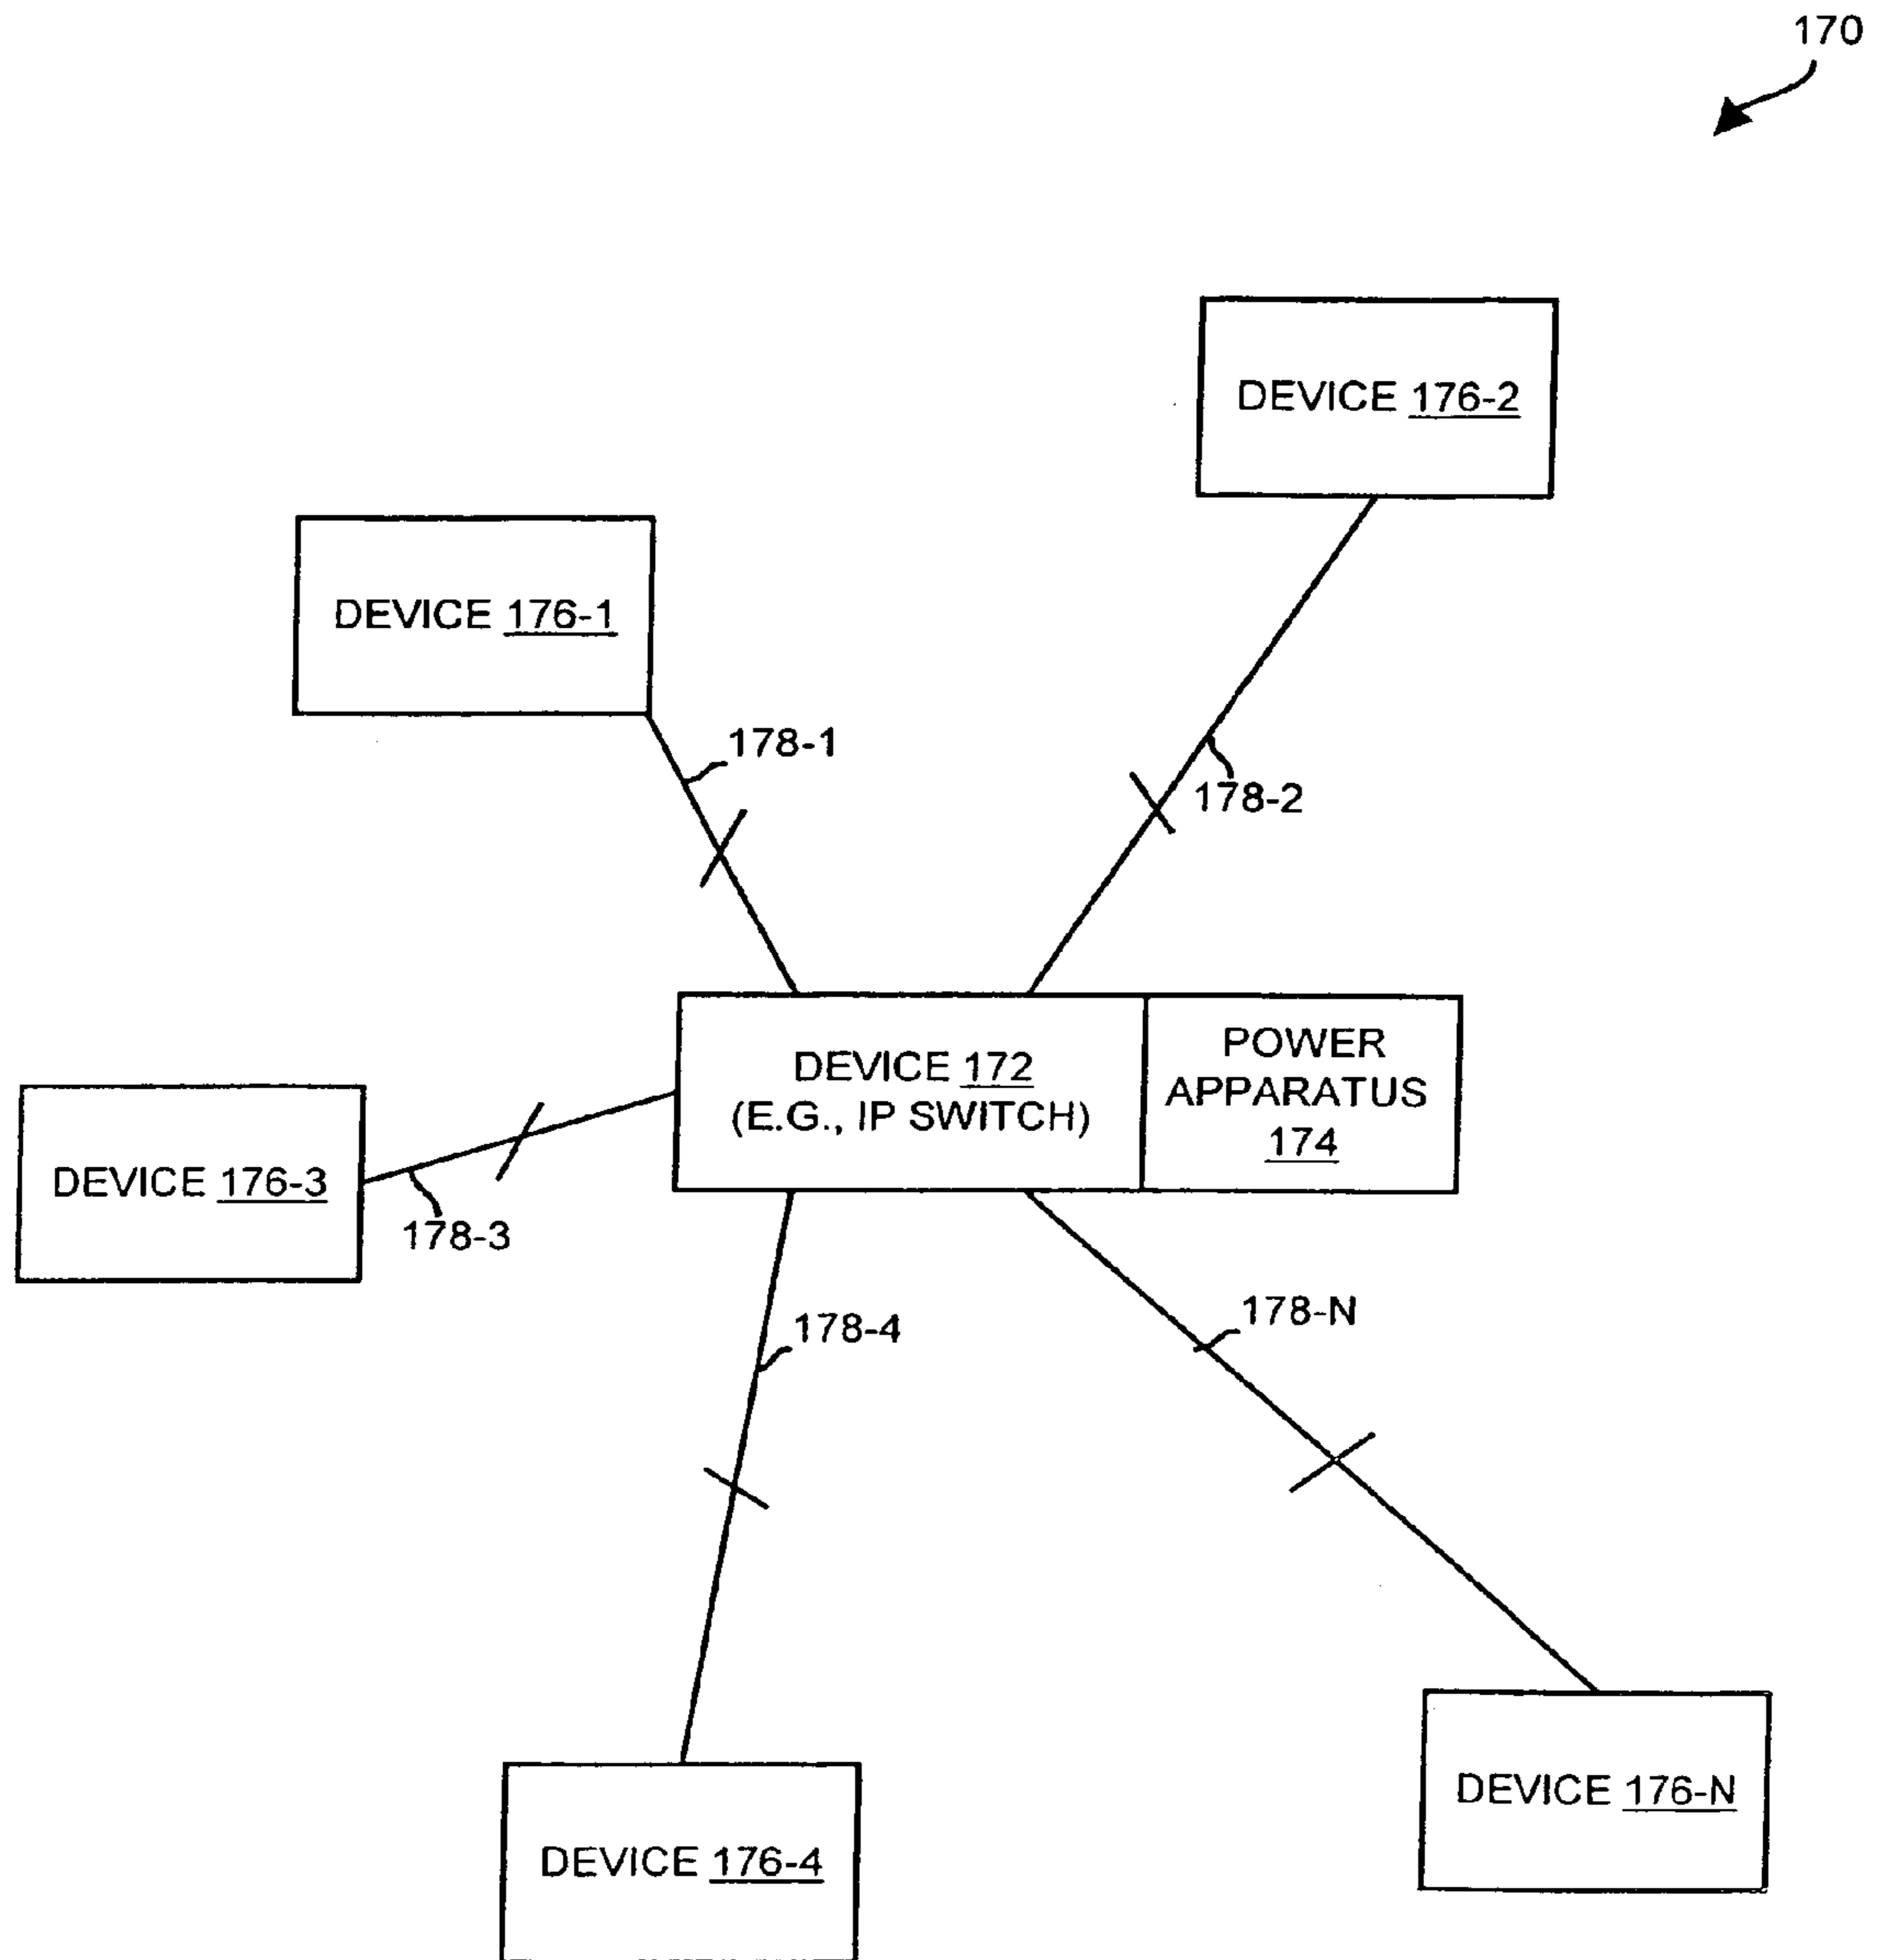 170
DEVICE 176-2
DEVICE 176-1
178-1
178-2
DEVICE 172
(E.G., IP SWITCH)
POWER
APPARATUS
174
DEVICE 176-3
178-3
178-4
178-N
DEVICE 176-N
DEVICE 176-4